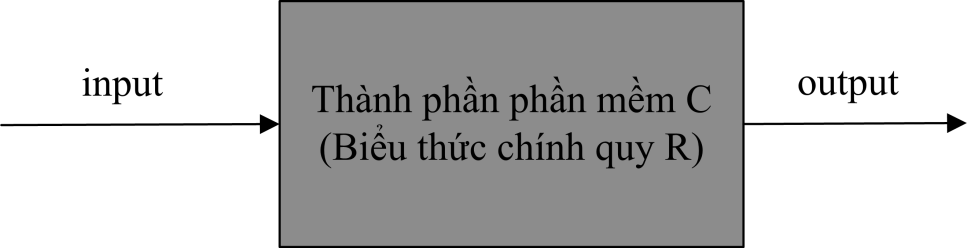 input
Thành phần phần mềm C
(Biểu thức chính quy R)
output